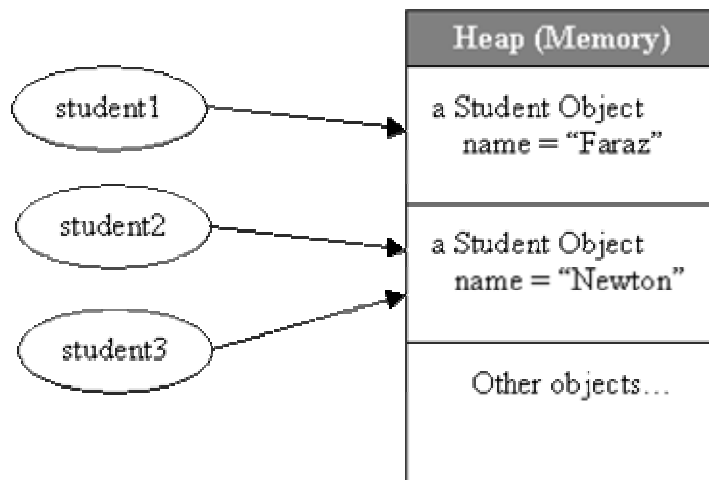 Heap (Memory)
student1
a Student Object
name = “Faraz”
student2
a Student Object
name = “Newton”
student3
Other objects…